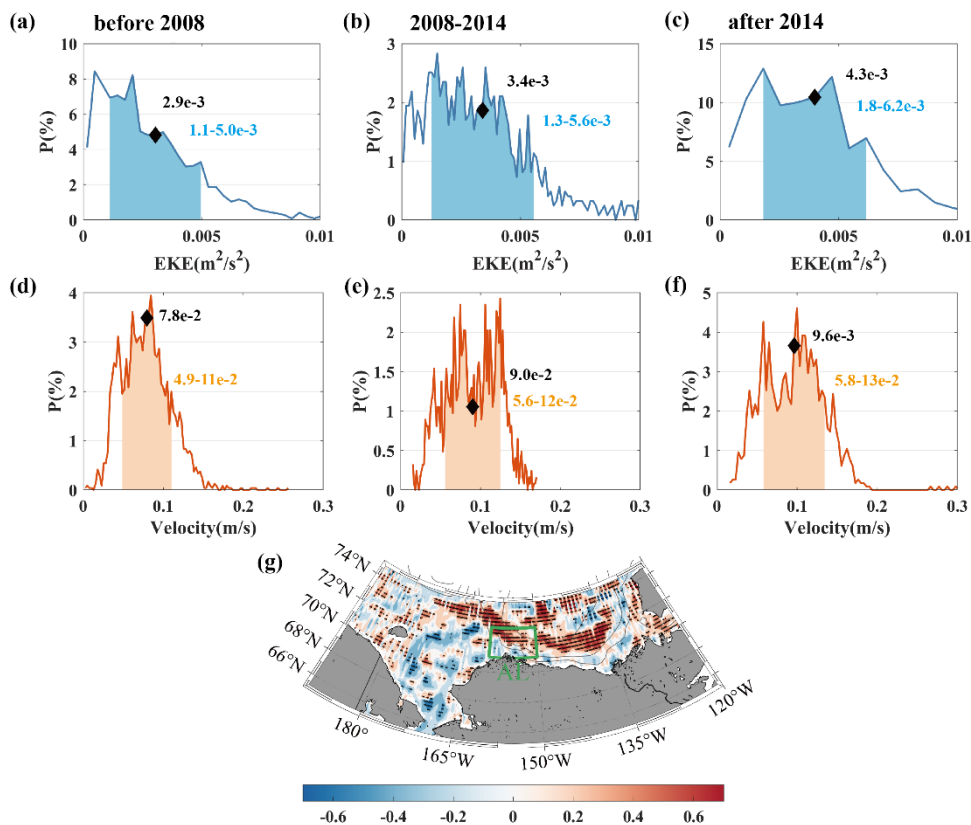 (a) before 2008
(b) 2008-2014
(c) after 2014
10
8
6
4
2
0
P(%)
2.9e-3
1.1-5.0e-3
0 0.005 0.01
EKE(m²/s²)
3
2
1
0
P(%)
3.4e-3
1.3-5.6e-3
0 0.005 0.01
EKE(m²/s²)
15
10
5
0
P(%)
4.3e-3
1.8-6.2e-3
0 0.005 0.01
EKE(m²/s²)
(d)
4
3
2
1
0
P(%)
7.8e-2
4.9-11e-2
0 0.1 0.2 0.3
Velocity(m/s)
(e)
2.5
2
1.5
1
0.5
0
P(%)
9.0e-2
5.6-12e-2
0 0.1 0.2 0.3
Velocity(m/s)
(f)
5
4
3
2
1
0
P(%)
9.6e-3
5.8-13e-2
0 0.1 0.2 0.3
Velocity(m/s)
(g)
74°N
72°N
70°N
68°N
66°N
180°
165°W
150°W
135°W
120°W
-0.6 -0.4 -0.2 0 0.2 0.4 0.6